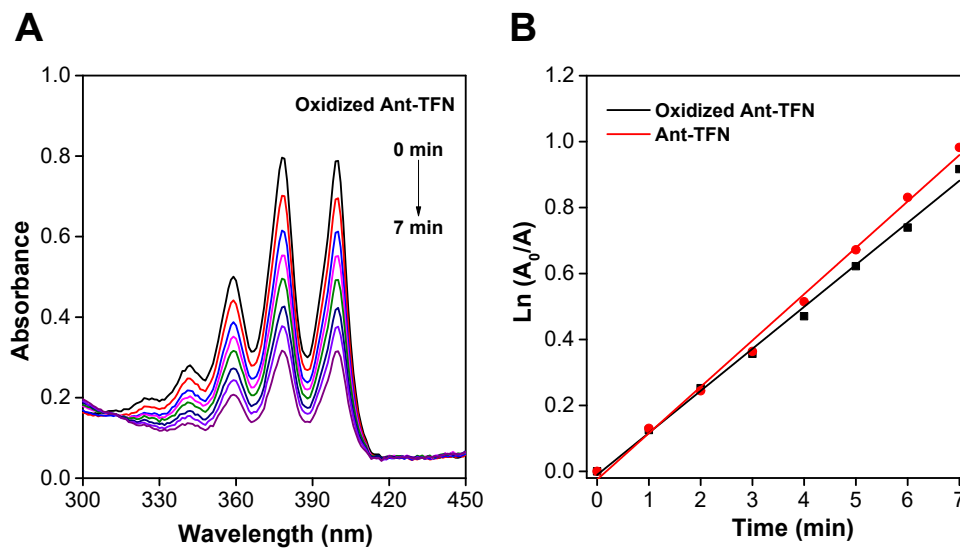 A
Oxidized Ant-TFN
0 min
7 min
Absorbance
1.0
0.8
0.6
0.4
0.2
0.0
300 330 360 390 420 450
Wavelength (nm)
B
Oxidized Ant-TFN
Ant-TFN
Ln (A0/A)
1.0
0.8
0.6
0.4
0.2
0.0
0 1 2 3 4 5 6 7
Time (min)